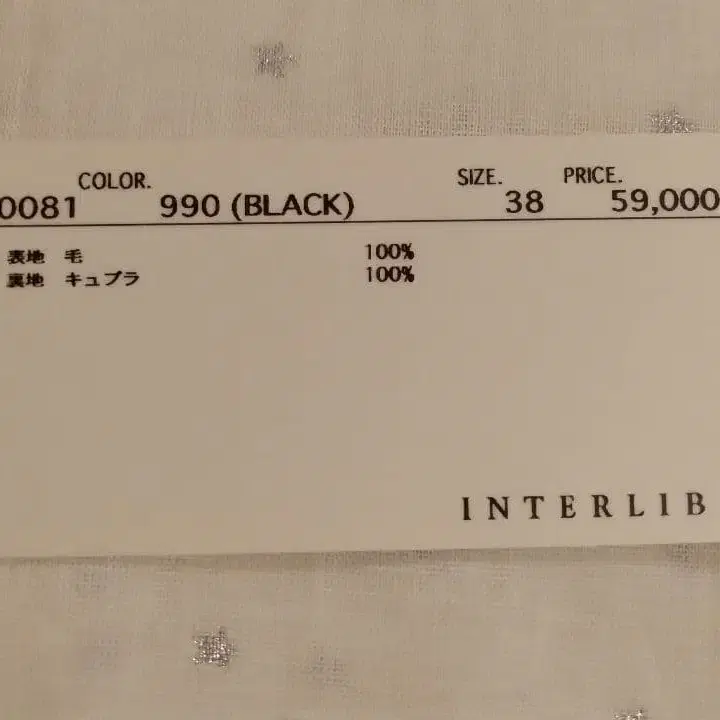 COLOR. SIZE. PRICE.
0081 990 (BLACK) 38 59,000
表地 毛 100%
裏地 キュプラ 100%
INTERLIB